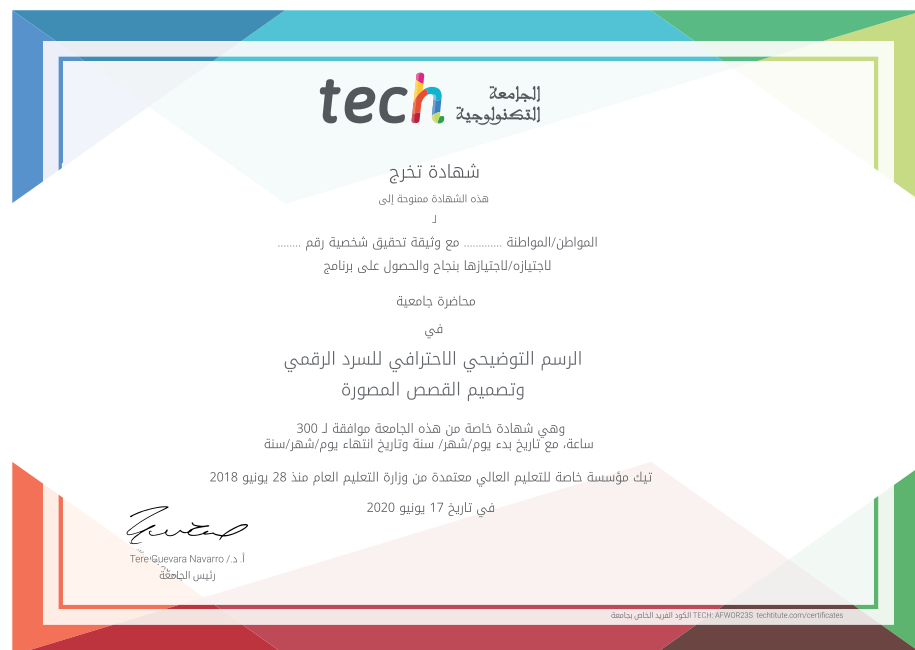 tech الجامعة
التكنولوجية
شهادة تخرج
هذه الشهادة ممنوحة إلى
لـ
المواطن/المواطنة ............. مع وثيقة تحقيق شخصية رقم ........
لاجتيازه/لاجتيازها بنجاح والحصول على برنامج
محاضرة جامعية
في
الرسم التوضيحي الاحترافي للسرد الرقمي
وتصميم القصص المصورة
وهي شهادة خاصة من هذه الجامعة موافقة لـ 300
ساعة، مع تاريخ بدء يوم/شهر/ سنة وتاريخ انتهاء يوم/شهر/سنة
تيك مؤسسة خاصة للتعليم العالي معتمدة من وزارة التعليم العام منذ 28 يونيو 2018
في تاريخ 17 يونيو 2020
أ. د./ Tere Guevara Navarro
رئيس الجامعة
الكود الفريد الخاص بجامعة TECH: AFWOR23S techtitute.com/certificates